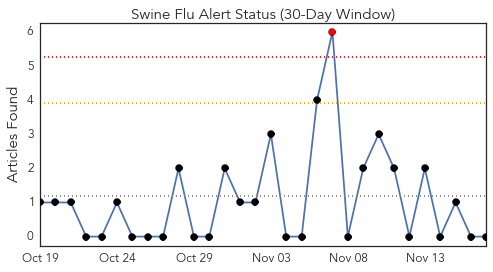 Swine Flu Alert Status (30-Day Window)
Articles Found
6
5
4
3
2
1
0
Oct 19 Oct 24 Oct 29 Nov 03 Nov 08 Nov 13